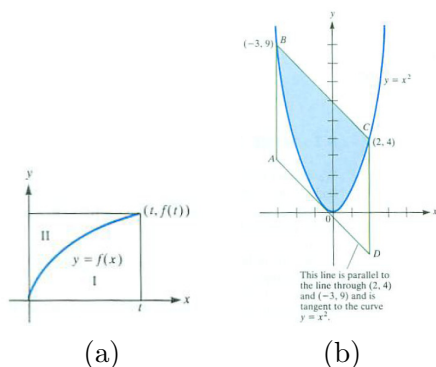 y
(t, f(t))
II
y = f(x)
I
t
x
(a)
y
(−3, 9)
B
y = x²
C
(2, 4)
A
0
x
D
This line is parallel to
the line through (2, 4)
and (−3, 9) and is
tangent to the curve
y = x².
(b)